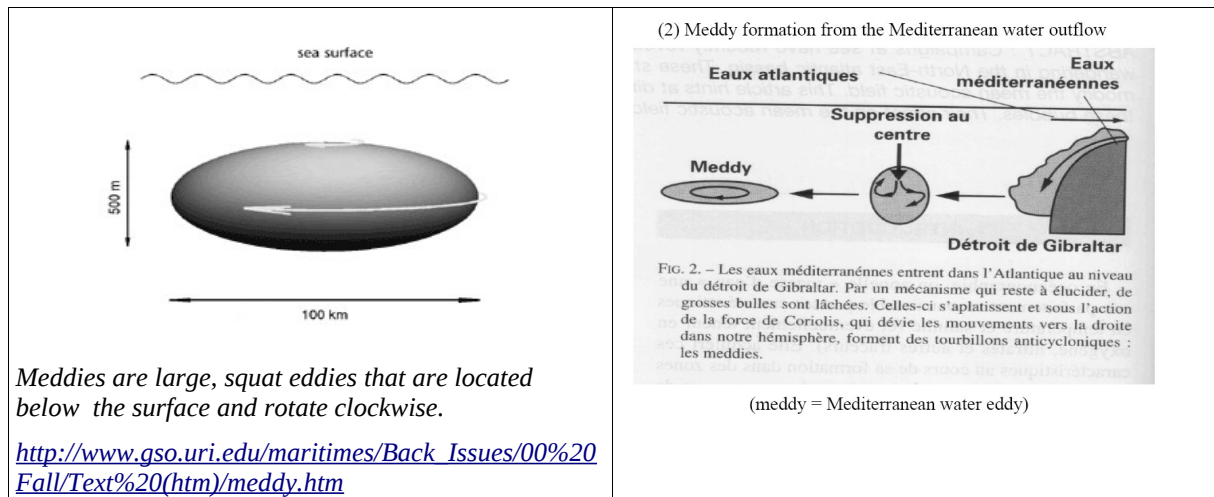 sea surface
500 m
100 km
Meddies are large, squat eddies that are located
below the surface and rotate clockwise.
http://www.gso.uri.edu/maritimes/Back_Issues/00%20
Fall/Text%20(htm)/meddy.htm
(2) Meddy formation from the Mediterranean water outflow
Eaux atlantiques
Eaux
méditerranéennes
Suppression au
centre
Meddy
Détroit de Gibraltar
FIG. 2. – Les eaux méditerranénnes entrent dans l'Atlantique au niveau
du détroit de Gibraltar. Par un mécanisme qui reste à élucider, de
grosses bulles sont lâchées. Celles-ci s'aplatissent et sous l'action
de la force de Coriolis, qui dévie les mouvements vers la droite
dans notre hémisphère, forment des tourbillons anticycloniques :
les meddies.
(meddy = Mediterranean water eddy)